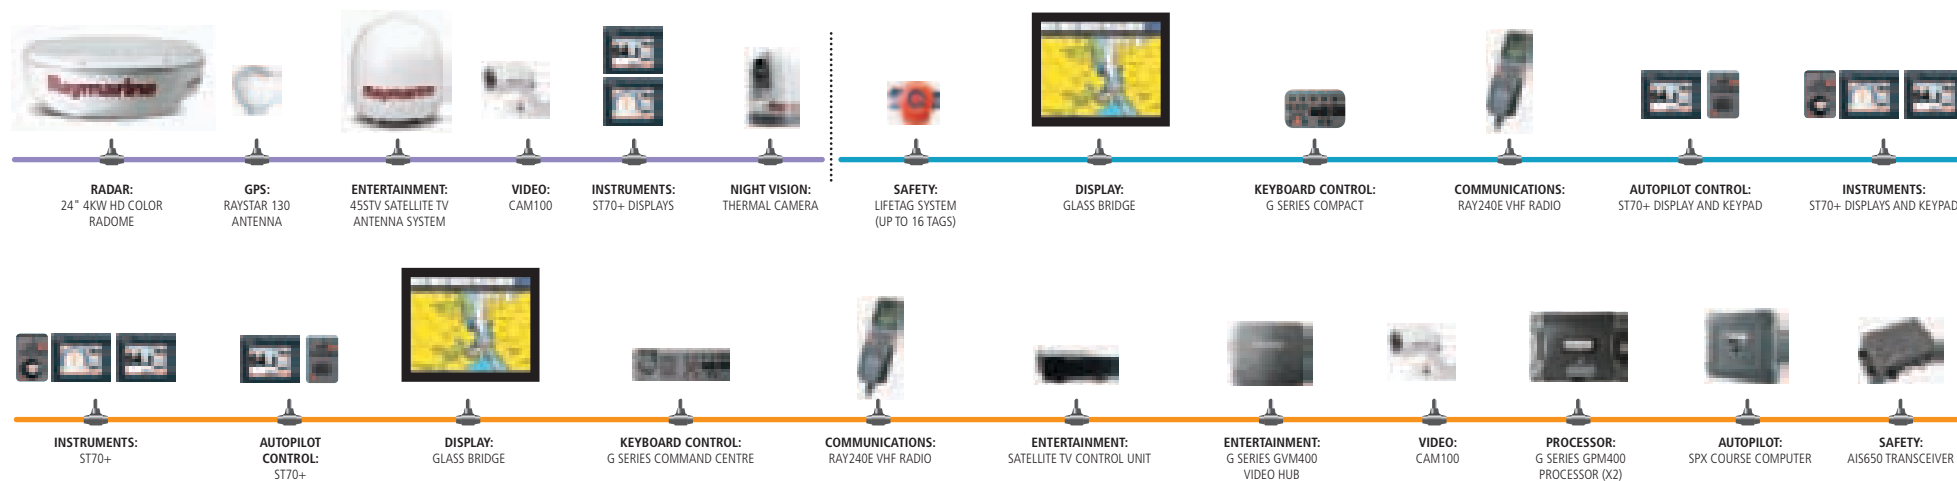 Raymarine
Raymarine
RADAR:
24" 4KW HD COLOR
RADOME
GPS:
RAYSTAR 130
ANTENNA
ENTERTAINMENT:
45STV SATELLITE TV
ANTENNA SYSTEM
VIDEO:
CAM100
INSTRUMENTS:
ST70+ DISPLAYS
NIGHT VISION:
THERMAL CAMERA
SAFETY:
LIFETAG SYSTEM
(UP TO 16 TAGS)
DISPLAY:
GLASS BRIDGE
KEYBOARD CONTROL:
G SERIES COMPACT
COMMUNICATIONS:
RAY240E VHF RADIO
AUTOPILOT CONTROL:
ST70+ DISPLAY AND KEYPAD
INSTRUMENTS:
ST70+ DISPLAYS AND KEYPAD
INSTRUMENTS:
ST70+
AUTOPILOT
CONTROL:
ST70+
DISPLAY:
GLASS BRIDGE
KEYBOARD CONTROL:
G SERIES COMMAND CENTRE
COMMUNICATIONS:
RAY240E VHF RADIO
ENTERTAINMENT:
SATELLITE TV CONTROL UNIT
ENTERTAINMENT:
G SERIES GVM400
VIDEO HUB
VIDEO:
CAM100
PROCESSOR:
G SERIES GPM400
PROCESSOR (X2)
AUTOPILOT:
SPX COURSE COMPUTER
SAFETY:
AIS650 TRANSCEIVER